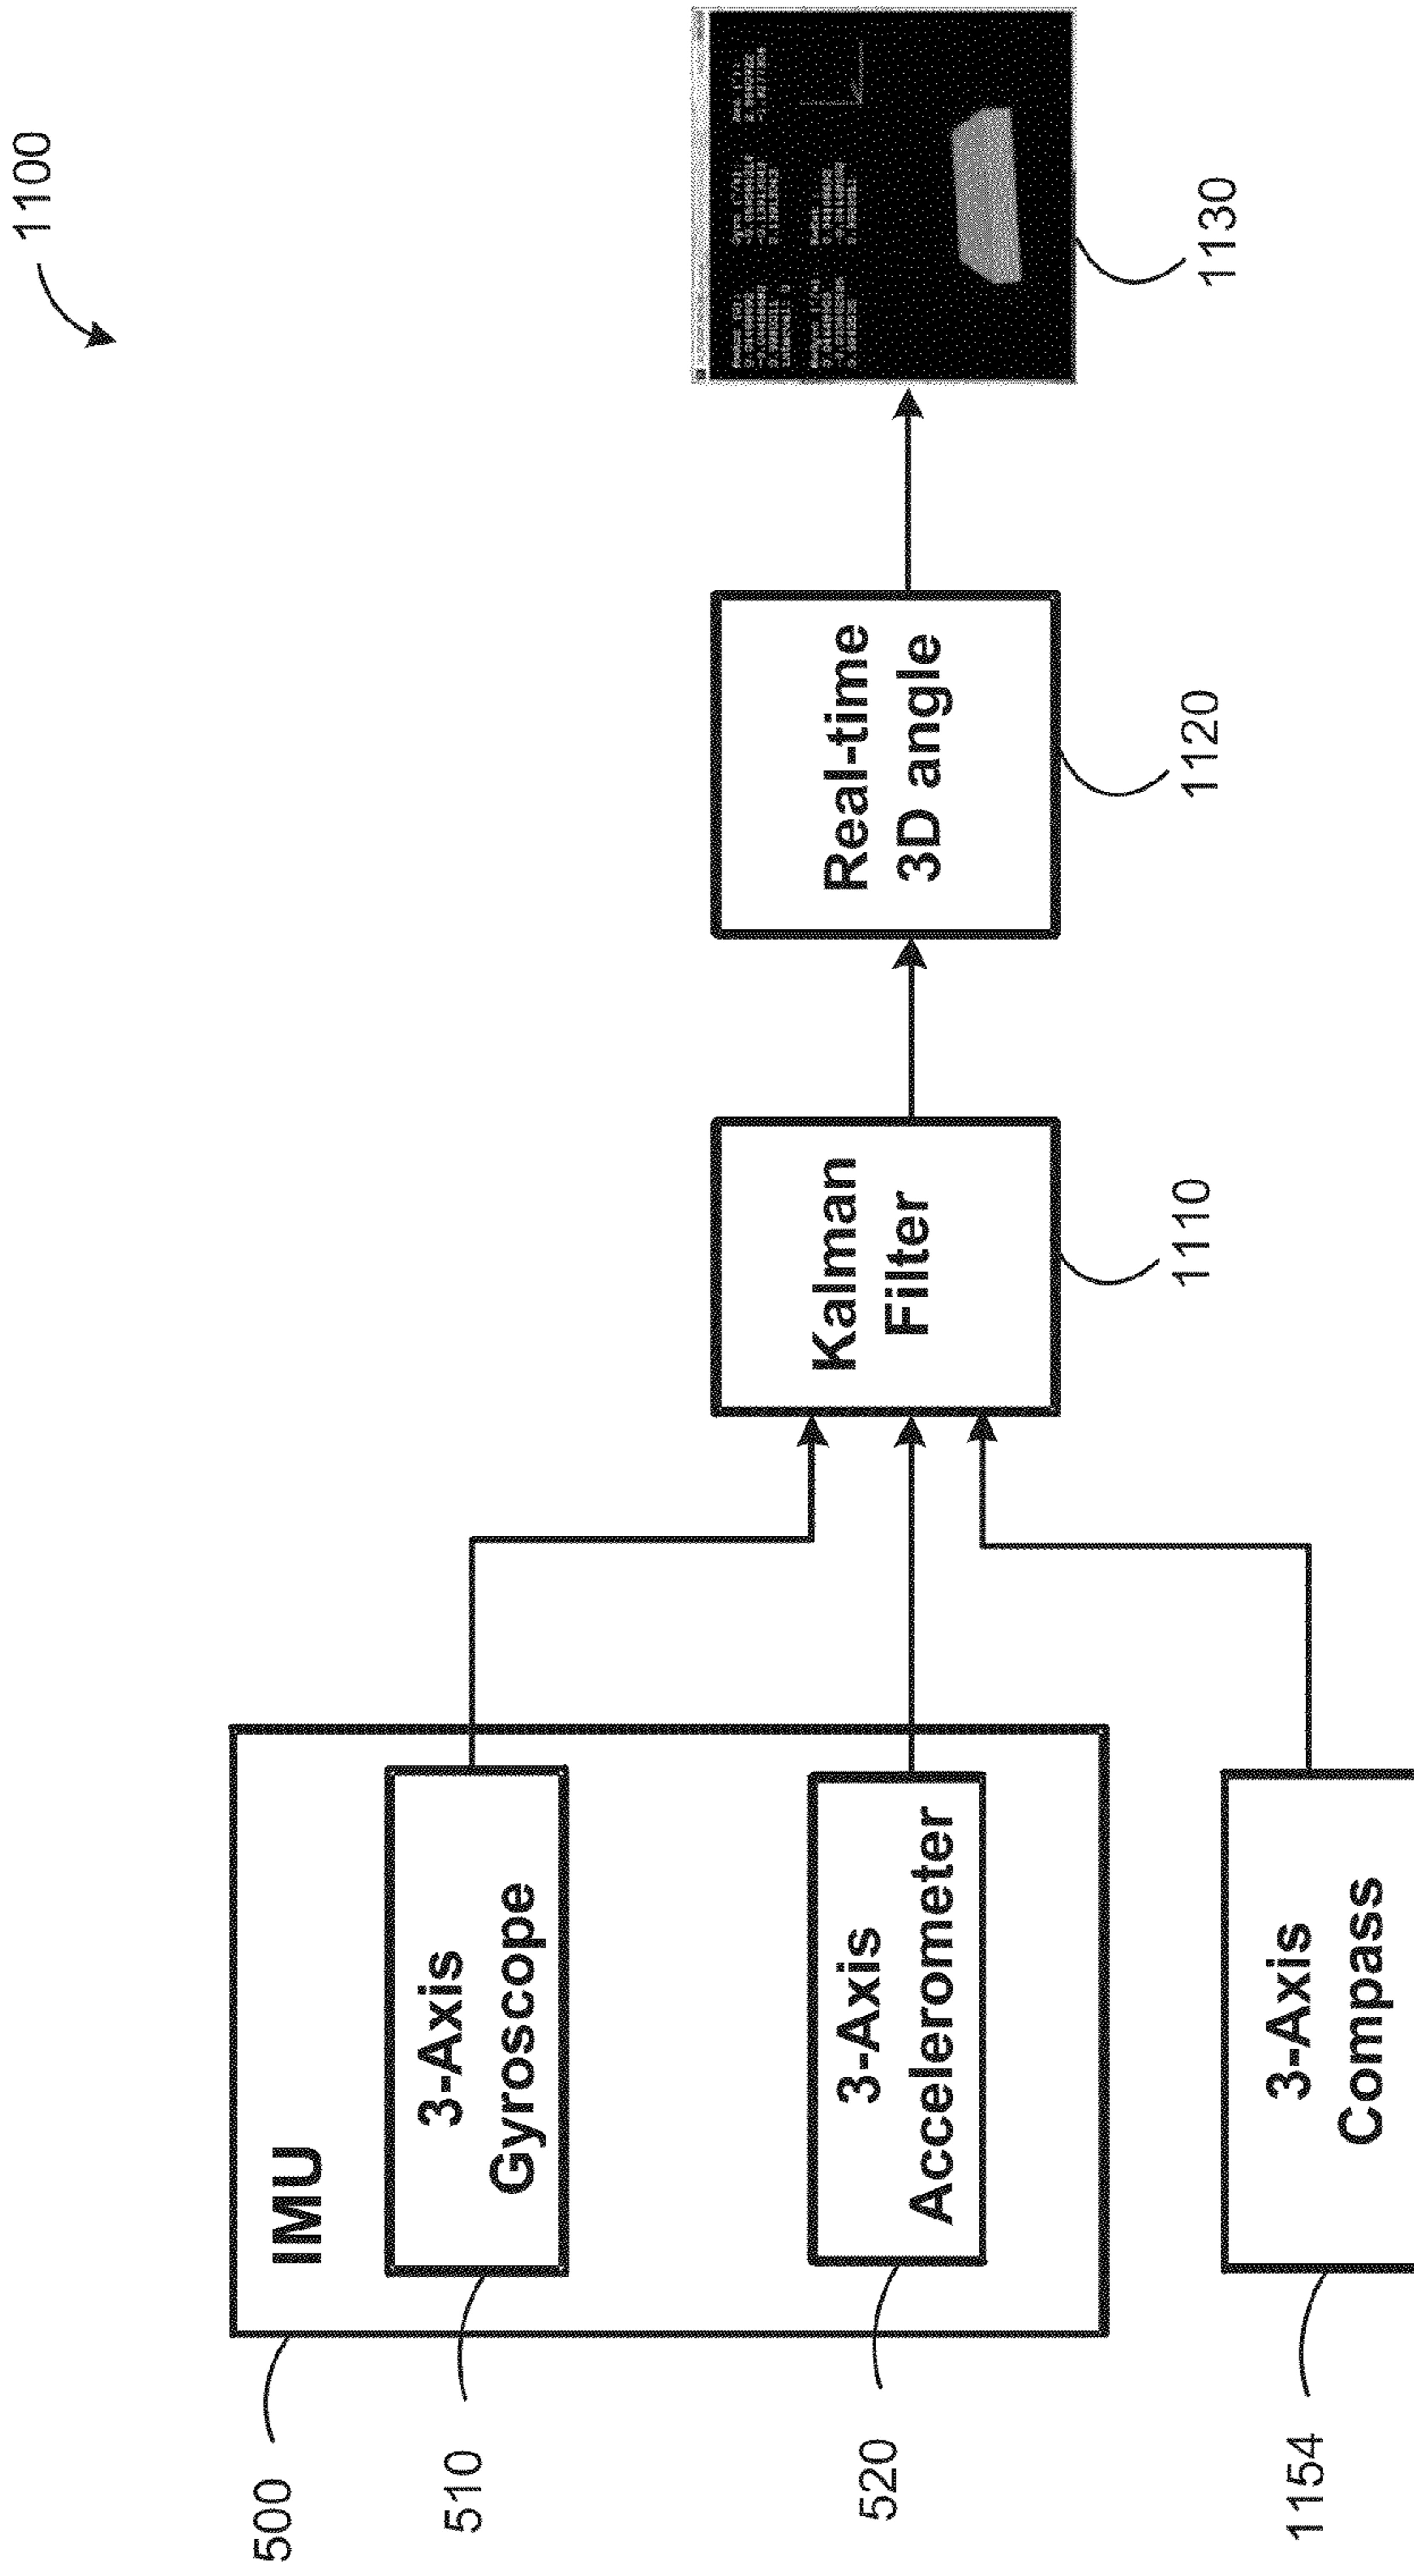 1100
500
IMU
510
3-Axis
Gyroscope
520
3-Axis
Accelerometer
1154
3-Axis
Compass
Kalman
Filter
1110
Real-time
3D angle
1120
1130